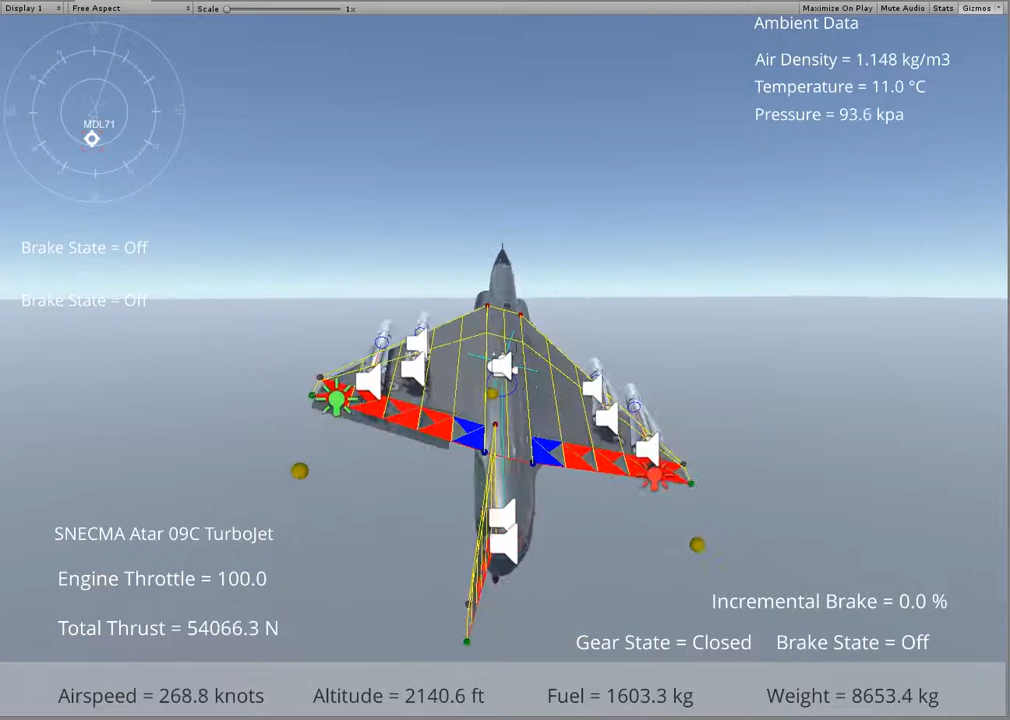 Display 1
Free Aspect
Scale 1x
Maximize On Play
Mute Audio
Stats
Gizmos
Ambient Data
Air Density = 1.148 kg/m3
Temperature = 11.0 °C
Pressure = 93.6 kpa
MDL71
Brake State = Off
Brake State = Off
SNECMA Atar 09C TurboJet
Engine Throttle = 100.0
Total Thrust = 54066.3 N
Incremental Brake = 0.0 %
Gear State = Closed
Brake State = Off
Airspeed = 268.8 knots
Altitude = 2140.6 ft
Fuel = 1603.3 kg
Weight = 8653.4 kg